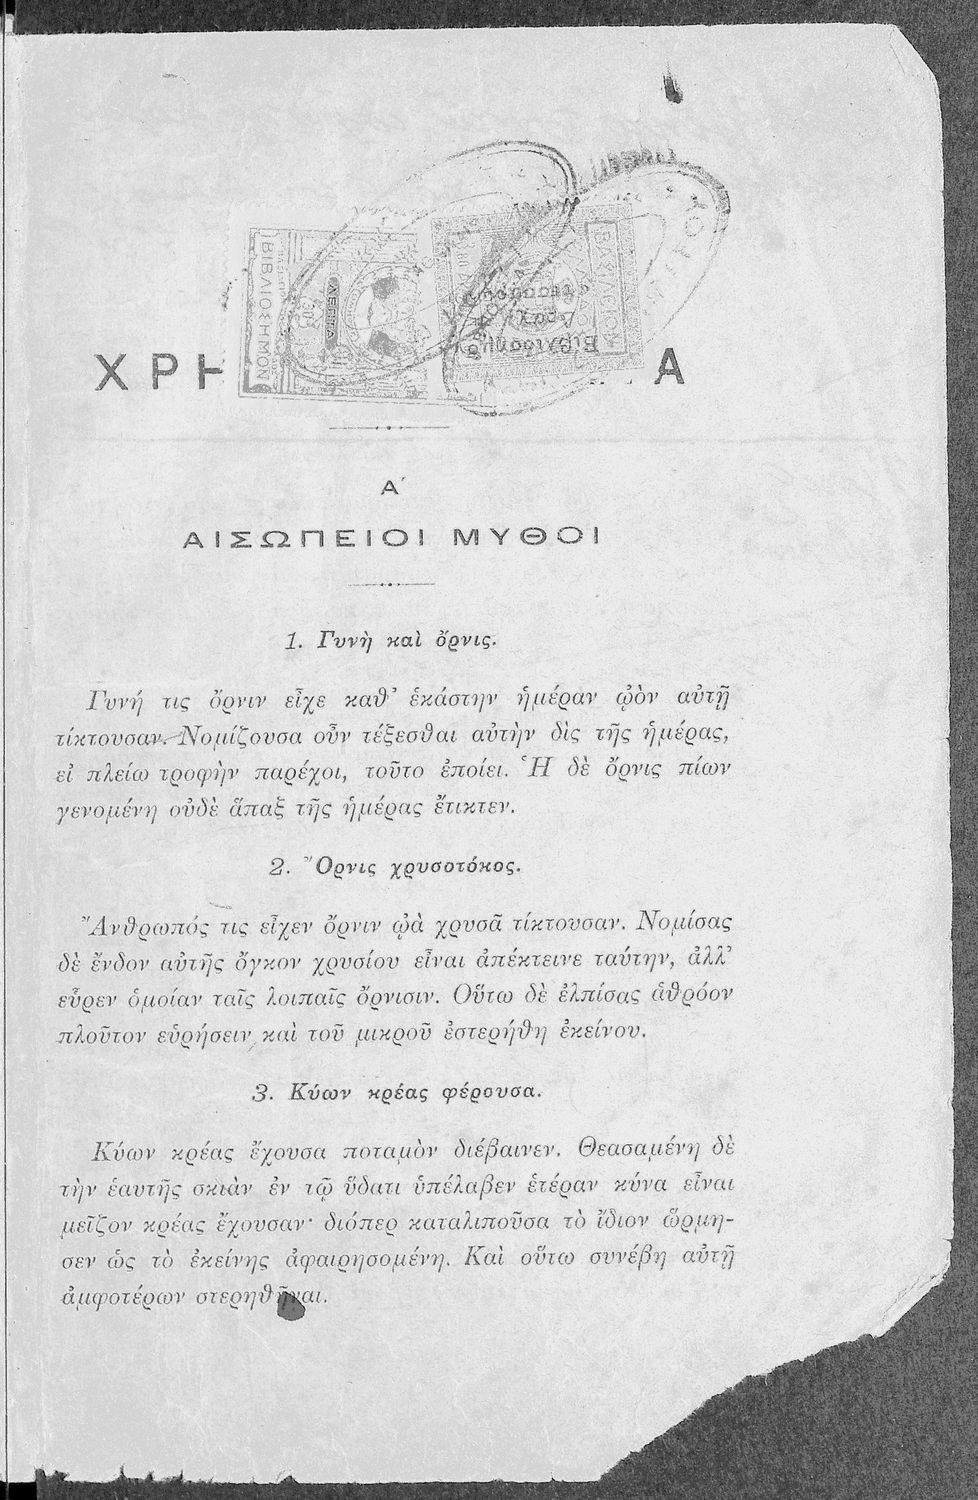 ΒΙΒΛΙΟΣΗΜΟΝ
ΒΑΣΙΛΕΙΟΝ
Α΄
ΑΙΣΩΠΕΙΟΙ ΜΥΘΟΙ
1. Γυνὴ καὶ ὄρνις.
Γυνή τις ὄρνιν εἶχε καθ’ ἑκάστην ἡμέραν ᾠὸν αὐτῇ
τίκτουσαν. Νομίζουσα οὖν τέξεσθαι αὐτὴν δὶς τῆς ἡμέρας,
εἰ πλείω τροφὴν παρέχοι, τοῦτο ἐποίει. Ἡ δὲ ὄρνις πίων
γενομένη οὐδὲ ἅπαξ τῆς ἡμέρας ἔτικτεν.
2. Ὄρνις χρυσοτόκος.
Ἄνθρωπός τις εἶχεν ὄρνιν ᾠὰ χρυσᾶ τίκτουσαν. Νομίσας
δὲ ἔνδον αὐτῆς ὄγκον χρυσίου εἶναι ἀπέκτεινε ταύτην, ἀλλ’
εὗρεν ὁμοίαν ταῖς λοιπαῖς ὄρνισιν. Οὕτω δὲ ἐλπίσας ἀθρόον
πλοῦτον εὑρήσειν καὶ τοῦ μικροῦ ἐστερήθη ἐκείνου.
3. Κύων κρέας φέρουσα.
Κύων κρέας ἔχουσα ποταμὸν διέβαινεν. Θεασαμένη δὲ
τὴν ἑαυτῆς σκιὰν ἐν τῷ ὕδατι ὑπέλαβεν ἑτέραν κύνα εἶναι
μεῖζον κρέας ἔχουσαν· διόπερ καταλιποῦσα τὸ ἴδιον ὥρμη-
σεν ὡς τὸ ἐκείνης ἀφαιρησομένη. Καὶ οὕτω συνέβη αὐτῇ
ἀμφοτέρων στερηθῆναι.